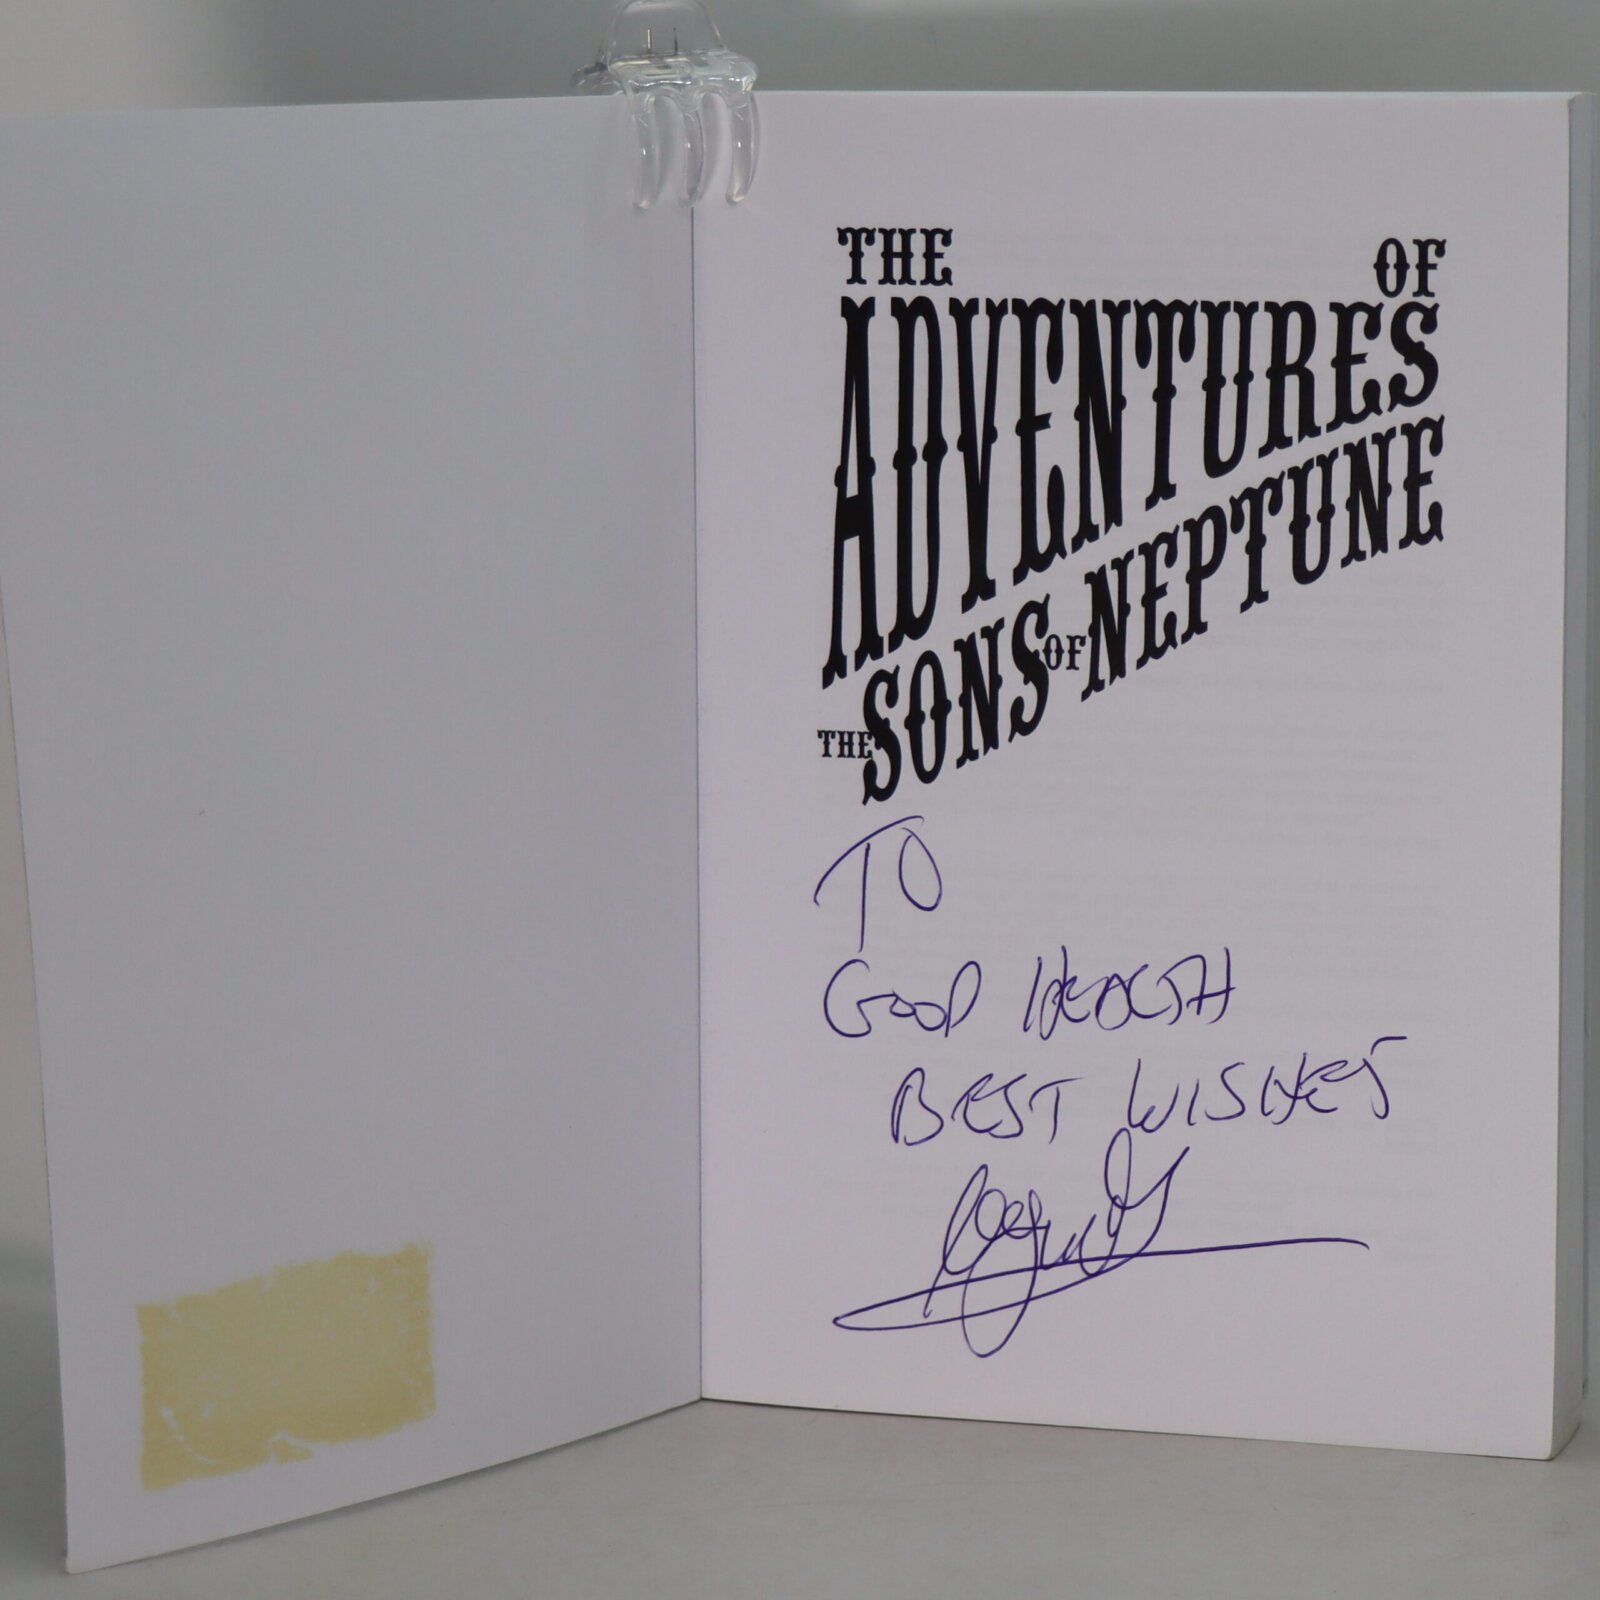 THE OF
ADVENTURES
THE SONS OF NEPTUNE
TO
GOOD HEALTH
BEST WISHES